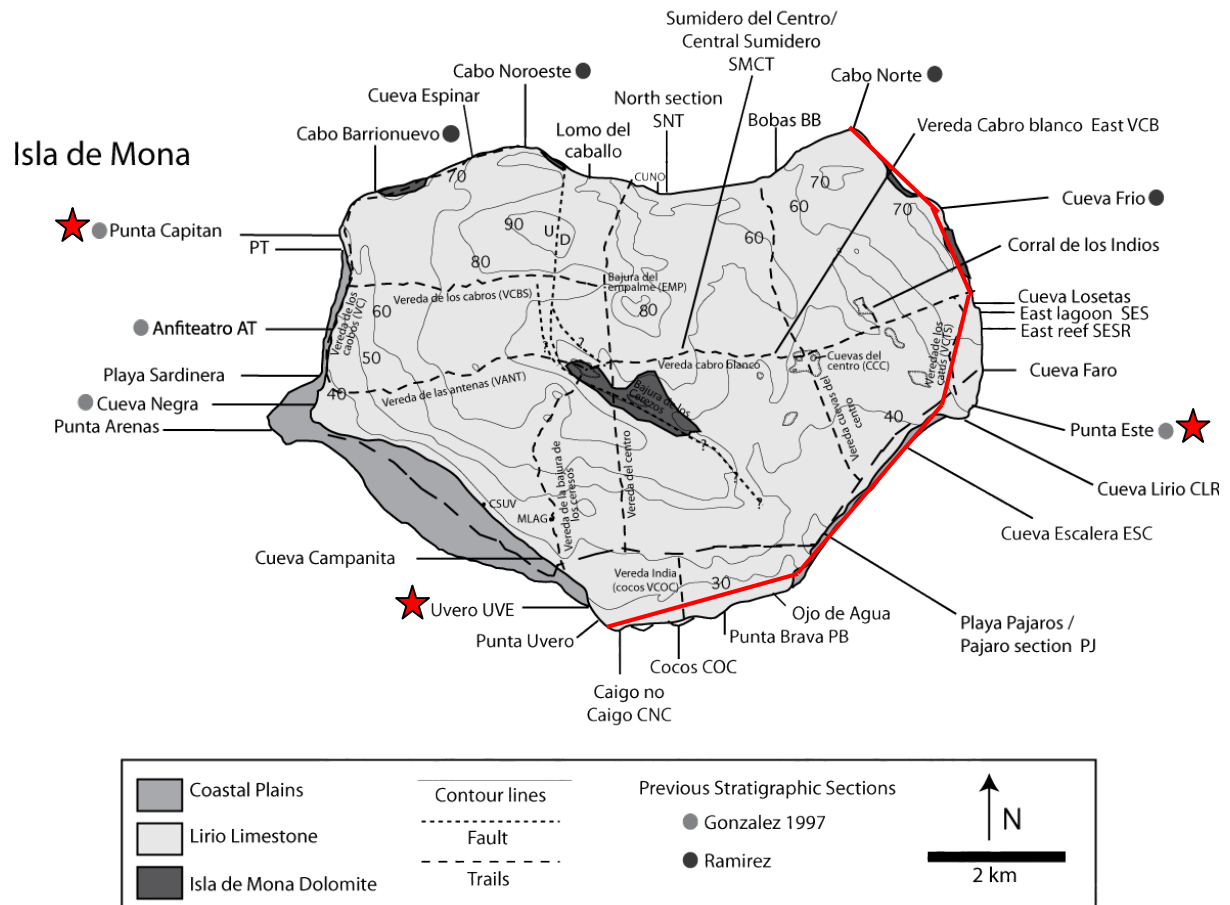 Sumidero del Centro/
Central Sumidero
SMCT
Cabo Noroeste
Cabo Norte
Cueva Espinar
North section
SNT
Bobas BB
Vereda Cabro blanco East VCB
Cabo Barrionuevo
Lomo del
caballo
Isla de Mona
CUNO
70
70
60
70
Cueva Frio
Punta Capitan
PT
90
U
D
60
Corral de los Indios
80
Bajura del
empalme (EMP)
Vereda de los cabros (VCBS)
80
Cueva Losetas
East lagoon SES
East reef SESR
60
Anfiteatro AT
Vereda de los
caobos (VC)
50
?
?
Vereda cabro blanco
Cuevas del
centro (CCC)
Veredade los
catus (VCTS)
Cueva Faro
Playa Sardinera
Vereda de las antenas (VANT)
40
Bajura de los
cerezos
Cueva Negra
Punta Arenas
Vereda cuevas del
centro
40
Punta Este
?
?
?
Vereda de la bajura de
los ceresos
Vereda del centro
CSUV
MLAG
Cueva Lirio CLR
Cueva Escalera ESC
Cueva Campanita
Vereda India
(cocos VCOC)
30
Uvero UVE
Punta Uvero
Ojo de Agua
Punta Brava PB
Playa Pajaros /
Pajaro section PJ
Cocos COC
Caigo no
Caigo CNC
Coastal Plains
Lirio Limestone
Isla de Mona Dolomite
Contour lines
Fault
Trails
Previous Stratigraphic Sections
Gonzalez 1997
Ramirez
N
2 km